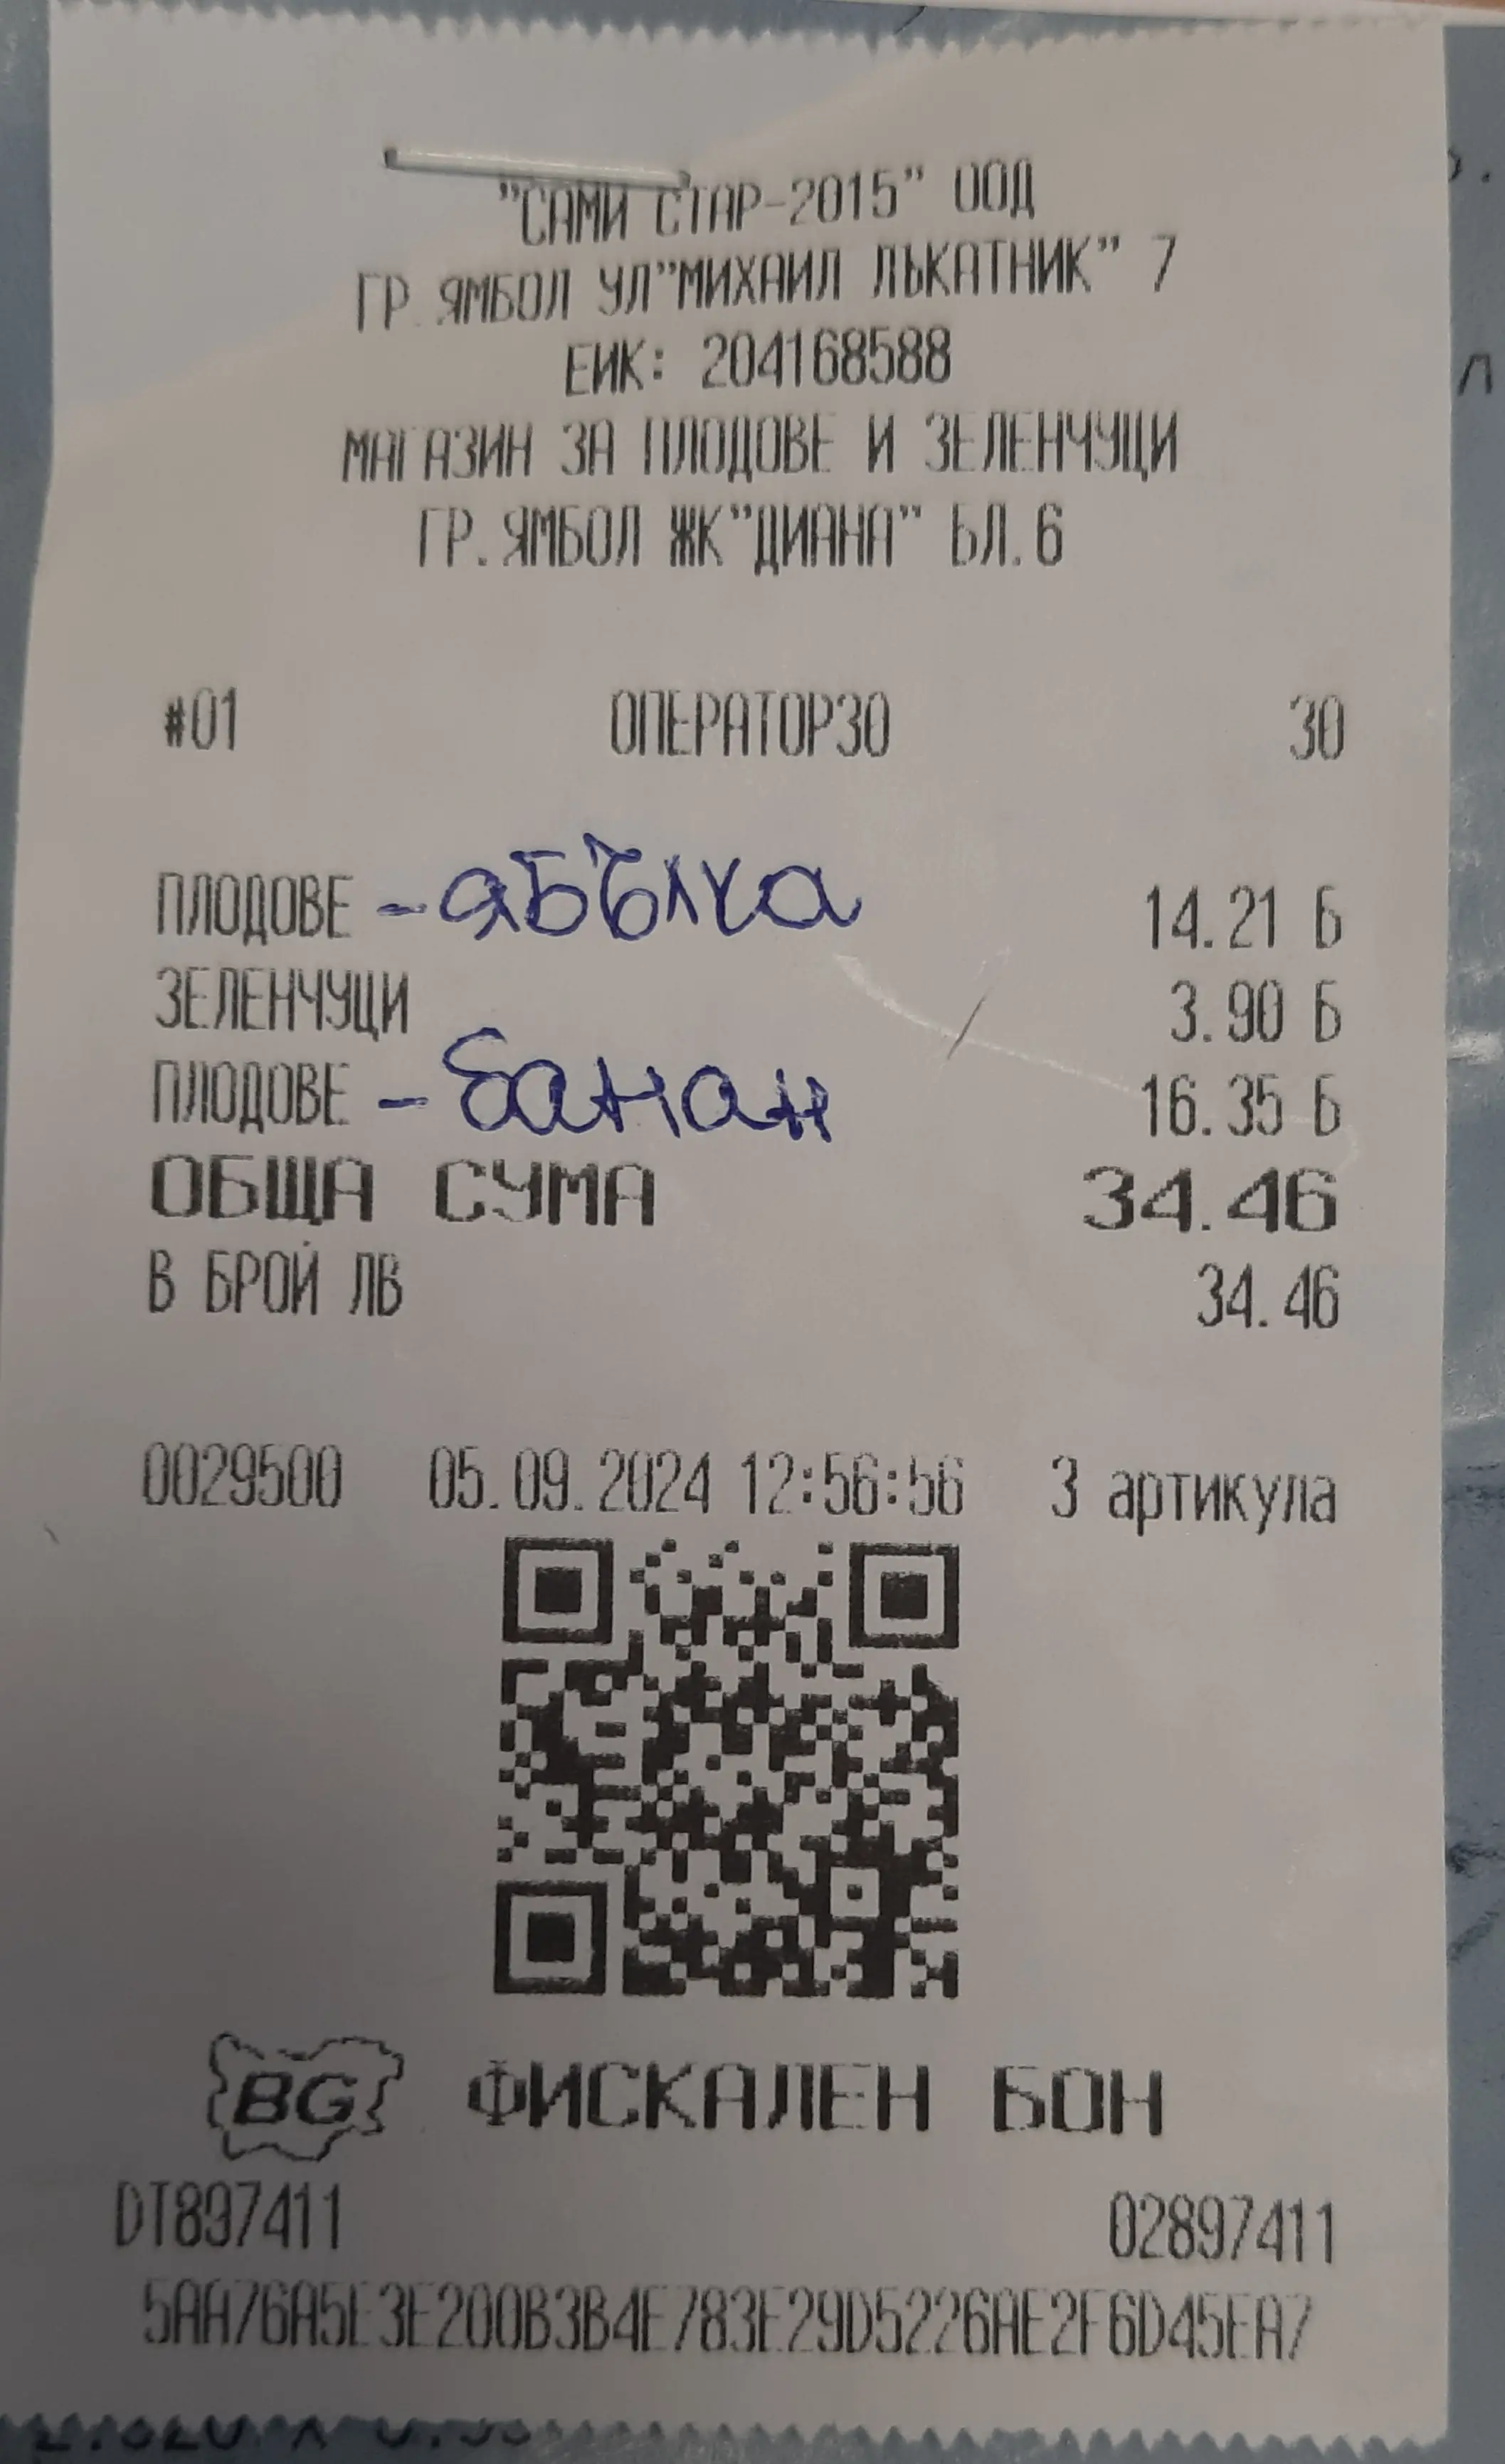 "САМИ СТАР-2015" ООД
ГР.ЯМБОЛ УЛ"МИХАИЛ ЛЪКАТНИК" 7
ЕИК: 204168588
МАГАЗИН ЗА ПЛОДОВЕ И ЗЕЛЕНЧУЦИ
ГР.ЯМБОЛ ЖК"ДИАНА" БЛ.6
#01 ОПЕРАТОР30 30
ПЛОДОВЕ - ябълка 14.21 Б
ЗЕЛЕНЧУЦИ 3.90 Б
ПЛОДОВЕ - банан 16.35 Б
ОБЩА СУМА 34.46
В БРОЙ ЛВ 34.46
0029500 05.09.2024 12:56:56 3 артикула
BG ФИСКАЛЕН БОН
DT897411 02897411
5AA76A5E3E200B3B4E783E29D5226AE2F6D45EA7